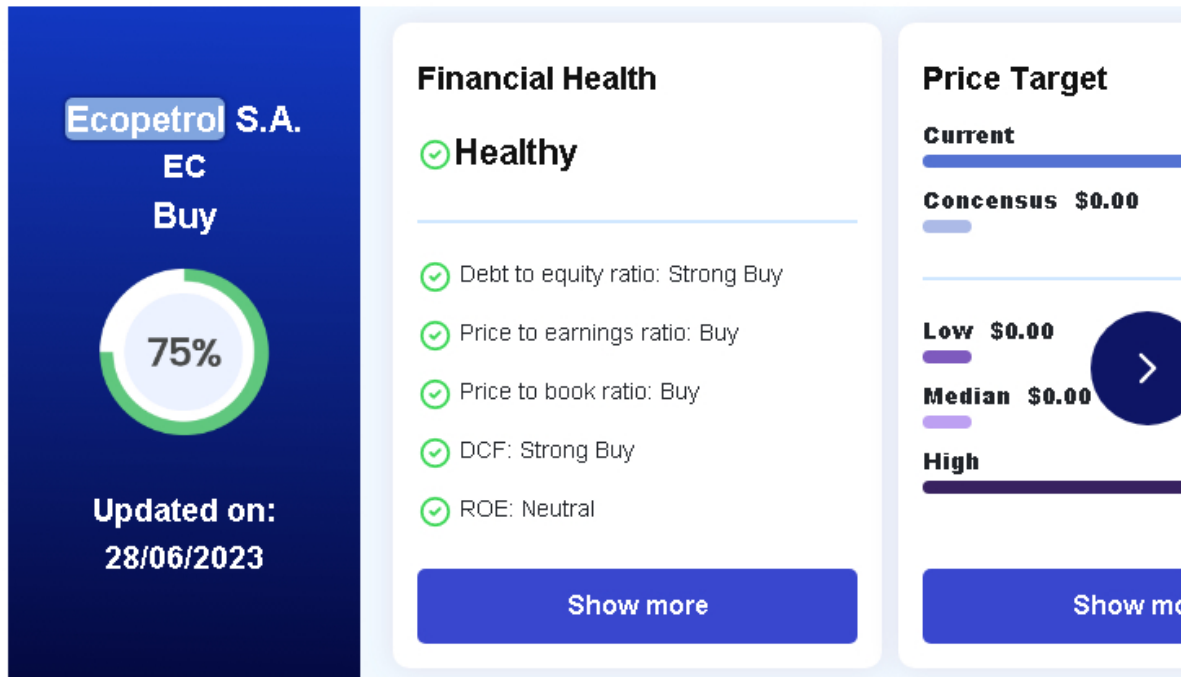 Ecopetrol S.A.
EC
Buy
75%
Updated on:
28/06/2023
Financial Health
Healthy
Debt to equity ratio: Strong Buy
Price to earnings ratio: Buy
Price to book ratio: Buy
DCF: Strong Buy
ROE: Neutral
Show more
Price Target
Current
Concensus $0.00
Low $0.00
Median $0.00
High
Show